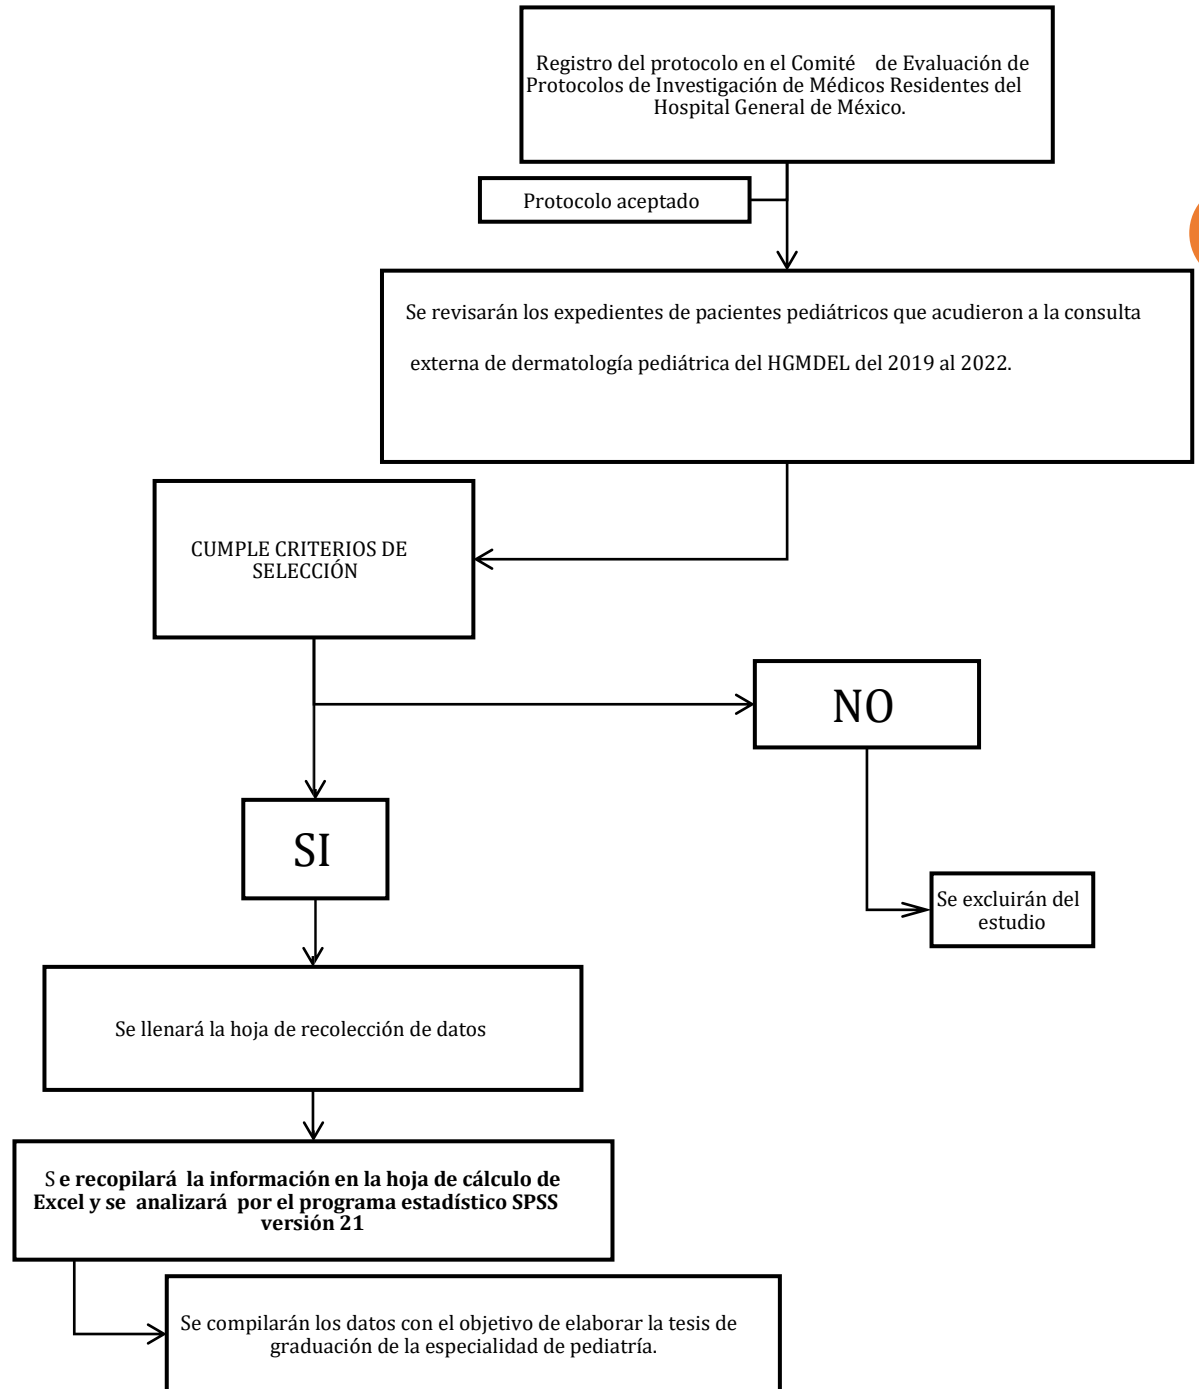 Registro del protocolo en el Comité de Evaluación de
Protocolos de Investigación de Médicos Residentes del
Hospital General de México.
Protocolo aceptado
Se revisarán los expedientes de pacientes pediátricos que acudieron a la consulta
externa de dermatología pediátrica del HGMDEL del 2019 al 2022.
CUMPLE CRITERIOS DE
SELECCIÓN
NO
SI
Se excluirán del
estudio
Se llenará la hoja de recolección de datos
S e recopilará la información en la hoja de cálculo de
Excel y se analizará por el programa estadístico SPSS
versión 21
Se compilarán los datos con el objetivo de elaborar la tesis de
graduación de la especialidad de pediatría.